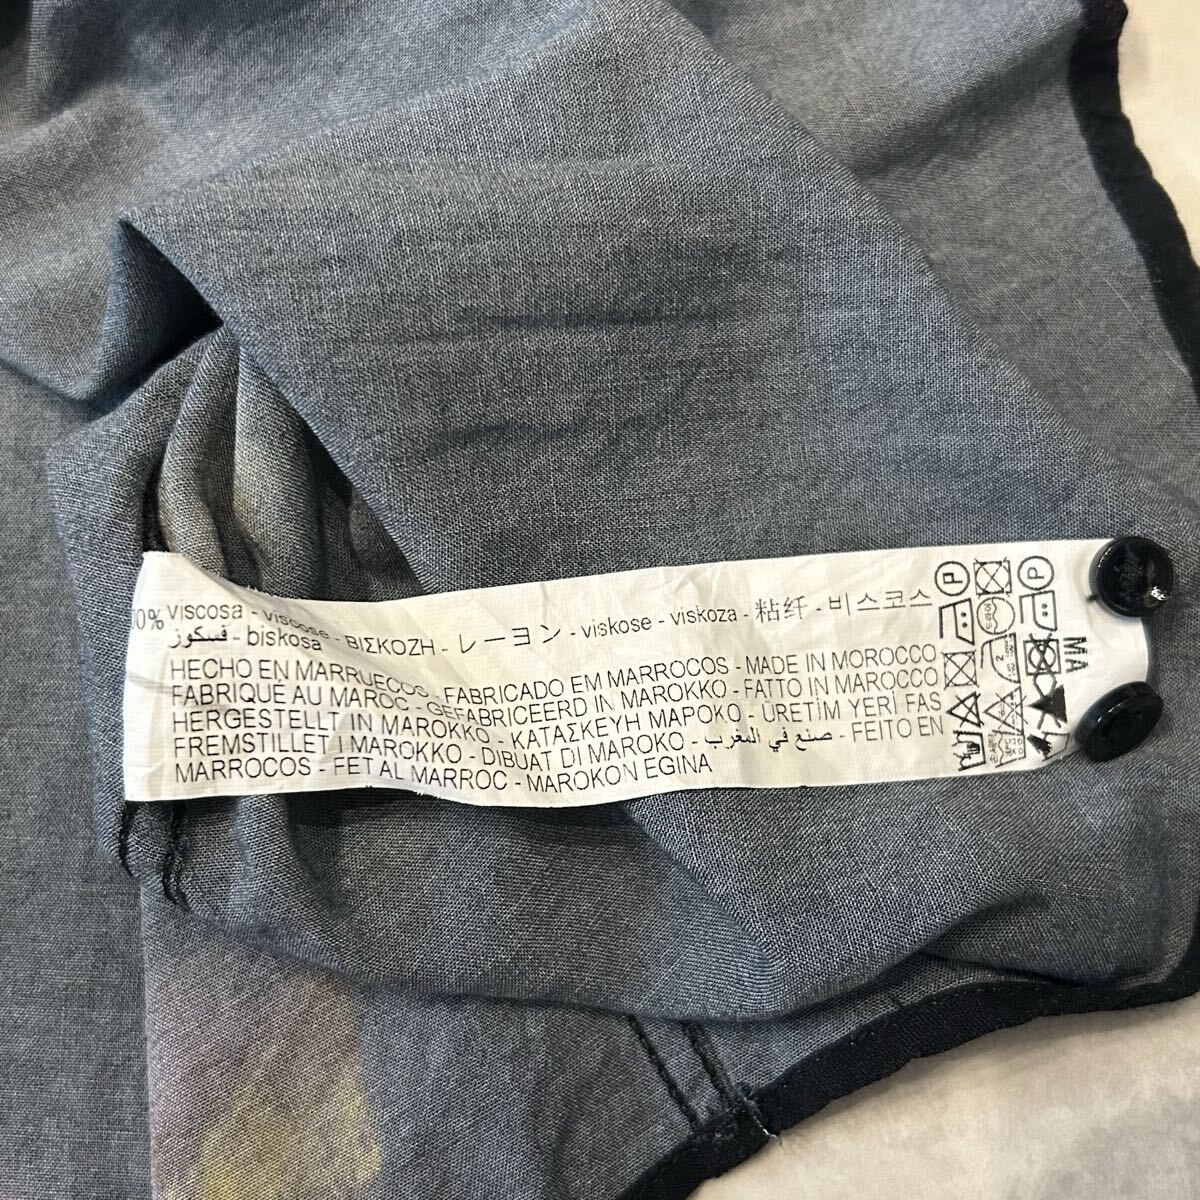 viscosa - viscose - ΒΙΣΚΟΖΗ - レーヨン - viskose - viskoza - 粘纤 - 비스코스
فسكوز - biskosa
HECHO EN MARRUECOS - FABRICADO EM MARROCOS - MADE IN MOROCCO
FABRIQUÉ AU MAROC - GEFABRICEERD IN MAROKKO - FATTO IN MAROCCO
HERGESTELLT IN MAROKKO - ΚΑΤΑΣΚΕΥΗ ΜΑΡΟΚΟ - ÜRETİM YERİ FAS
FREMSTILLET I MAROKKO - DIBUAT DI MAROKO - صنع في المغرب - FEITO EN
MARROCOS - FET AL MARROC - MAROKON EGINA
MA
P
P